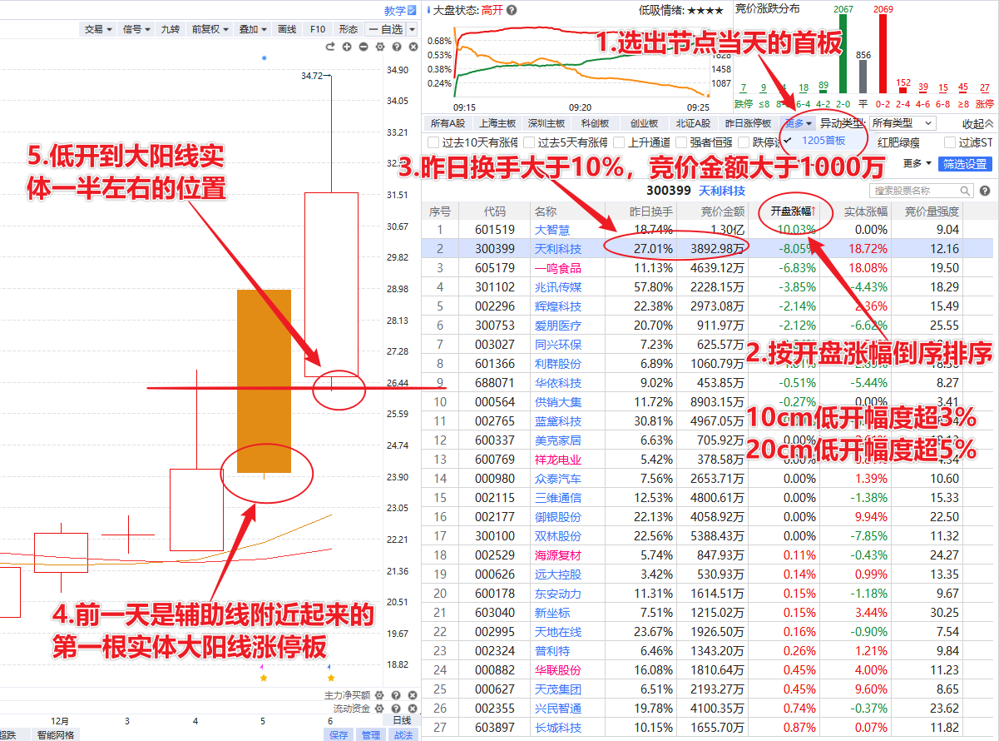 教学
交易 信号 九转 前复权 叠加 画线 F10 形态 一 自选
34.72
34.90
34.05
33.21
31.51
30.67
29.82
28.98
28.13
27.28
26.44
25.59
24.74
23.90
23.05
22.21
21.36
20.51
19.67
18.82
5.低开到大阳线实
体一半左右的位置
4.前一天是辅助线附近起来的
第一根实体大阳线涨停板
主力净买额
流动资金
12月 3 4 5 6 日线
超跌 智能网格 保存 管理 战法
大盘状态: 高开 低吸情绪: ★★★★
0.68%
0.53%
0.38%
0.24%
1828
1458
1087
09:15 09:20 09:25
竞价涨跌分布
7 9 4 18 89 2067 856 2069 152 39 15 45 27
跌停 ≤8 8-6 6-4 4-2 2-0 平 0-2 2-4 4-6 6-8 ≥8 涨停
1.选出节点当天的首板
所有A股 上海主板 深圳主板 科创板 创业板 北证A股 昨日涨停板 更多 异动类型: 所有类型 收起
过去10天有涨停 过去5天有涨停 上升通道 强者恒强 跌停 1205首板 红肥绿瘦 过滤ST
更多 筛选设置
3.昨日换手大于10%，竞价金额大于1000万
300399 天利科技 搜索股票名称
序号 代码 名称 昨日换手 竞价金额 开盘涨幅↑ 实体涨幅 竞价量强度
1 601519 大智慧 18.74% 1.30亿 -10.03% 0.00% 9.04
2 300399 天利科技 27.01% 3892.98万 -8.05% 18.72% 12.16
3 605179 一鸣食品 11.13% 4639.12万 -6.83% 18.08% 19.50
4 301102 兆讯传媒 57.80% 2228.15万 -3.85% -4.43% 18.29
5 002296 辉煌科技 22.38% 2973.08万 -2.14% 2.36% 15.49
6 300753 爱朋医疗 20.70% 911.97万 -2.12% -6.62% 25.55
7 003027 同兴环保 7.23% 625.57万
8 601366 利群股份 6.89% 1060.79万
9 688071 华依科技 9.02% 453.85万 -0.51% -5.44% 8.27
10 000564 供销大集 11.72% 8903.15万 -0.27% 0.00% 3.41
11 002765 蓝黛科技 30.81% 4967.05万
12 600337 美克家居 6.63% 705.92万 0.00%
13 600769 祥龙电业 5.42% 378.58万 0.00%
14 000980 众泰汽车 7.56% 2653.71万 0.00% 1.39% 10.60
15 002115 三维通信 12.53% 4800.61万 0.00% -1.38% 15.33
16 002177 御银股份 22.13% 4058.92万 0.00% 9.94% 22.50
17 300100 双林股份 22.56% 5388.43万 0.00% -7.85% 11.32
18 002529 海源复材 5.74% 847.93万 0.11% -0.43% 24.27
19 000626 远大控股 3.42% 530.93万 0.14% 0.99% 13.35
20 600178 东安动力 11.31% 1614.51万 0.15% -1.18% 9.67
21 603040 新坐标 7.51% 1215.02万 0.15% 3.44% 30.25
22 002995 天地在线 23.67% 1926.50万 0.16% -0.90% 7.54
23 002324 普利特 6.46% 1343.20万 0.26% 1.21% 9.84
24 000882 华联股份 16.08% 1810.64万 0.45% 4.00% 11.23
25 000627 天茂集团 6.51% 2193.27万 0.45% 9.60% 8.65
26 002355 兴民智通 19.78% 4100.35万 0.74% -0.37% 23.62
27 603897 长城科技 10.15% 1655.70万 0.87% 0.07% 11.82
2.按开盘涨幅倒序排序
10cm低开幅度超3%
20cm低开幅度超5%